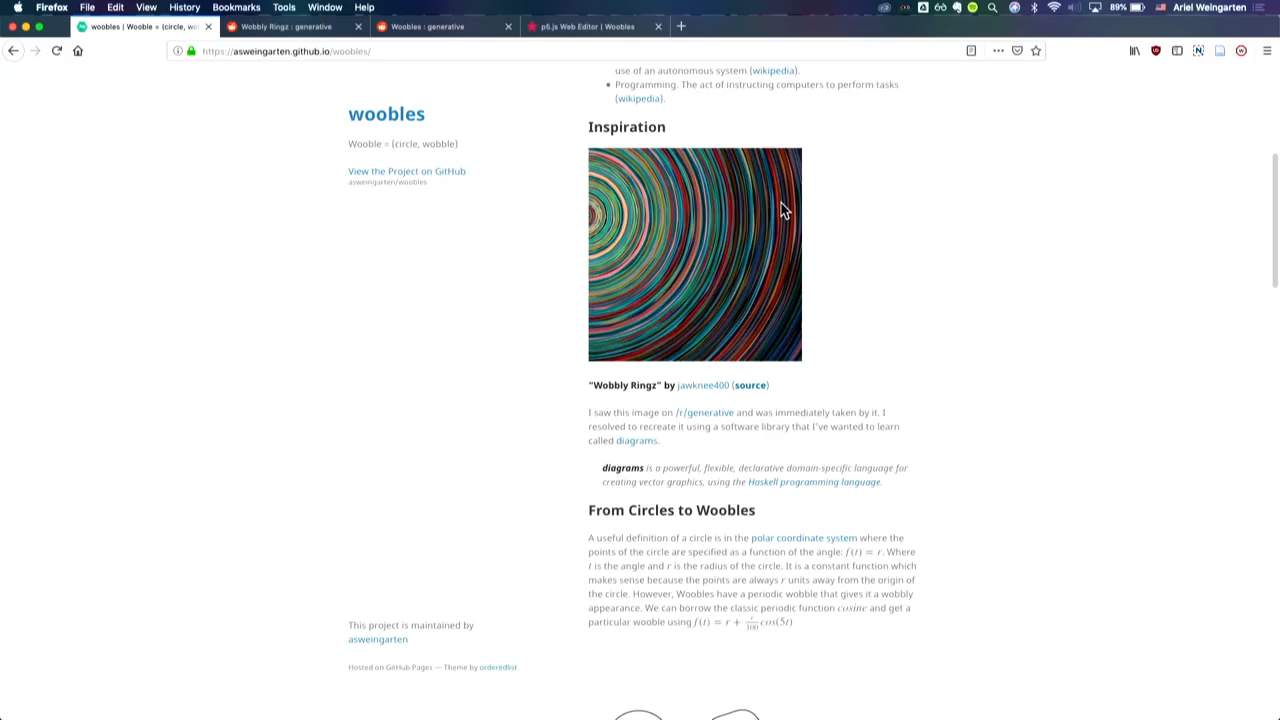 Firefox File Edit View History Bookmarks Tools Window Help 89% Ariel Weingarten
woobles | Wooble = (circle, wo Wobbly Ringz : generative Woobles : generative p5.js Web Editor | Woobles
https://asweingarten.github.io/woobles/
woobles
Wooble = (circle, wobble)
View the Project on GitHub
asweingarten/woobles
This project is maintained by
asweingarten
Hosted on GitHub Pages — Theme by orderedlist
use of an autonomous system (wikipedia).
Programming. The act of instructing computers to perform tasks
(wikipedia).
Inspiration
"Wobbly Ringz" by jawknee400 (source)
I saw this image on /r/generative and was immediately taken by it. I
resolved to recreate it using a software library that I've wanted to learn
called diagrams.
diagrams is a powerful, flexible, declarative domain-specific language for
creating vector graphics, using the Haskell programming language.
From Circles to Woobles
A useful definition of a circle is in the polar coordinate system where the
points of the circle are specified as a function of the angle: f(t) = r. Where
t is the angle and r is the radius of the circle. It is a constant function which
makes sense because the points are always r units away from the origin of
the circle. However, Woobles have a periodic wobble that gives it a wobbly
appearance. We can borrow the classic periodic function cosine and get a
particular wooble using f(t) = r + r/100 cos(5t)